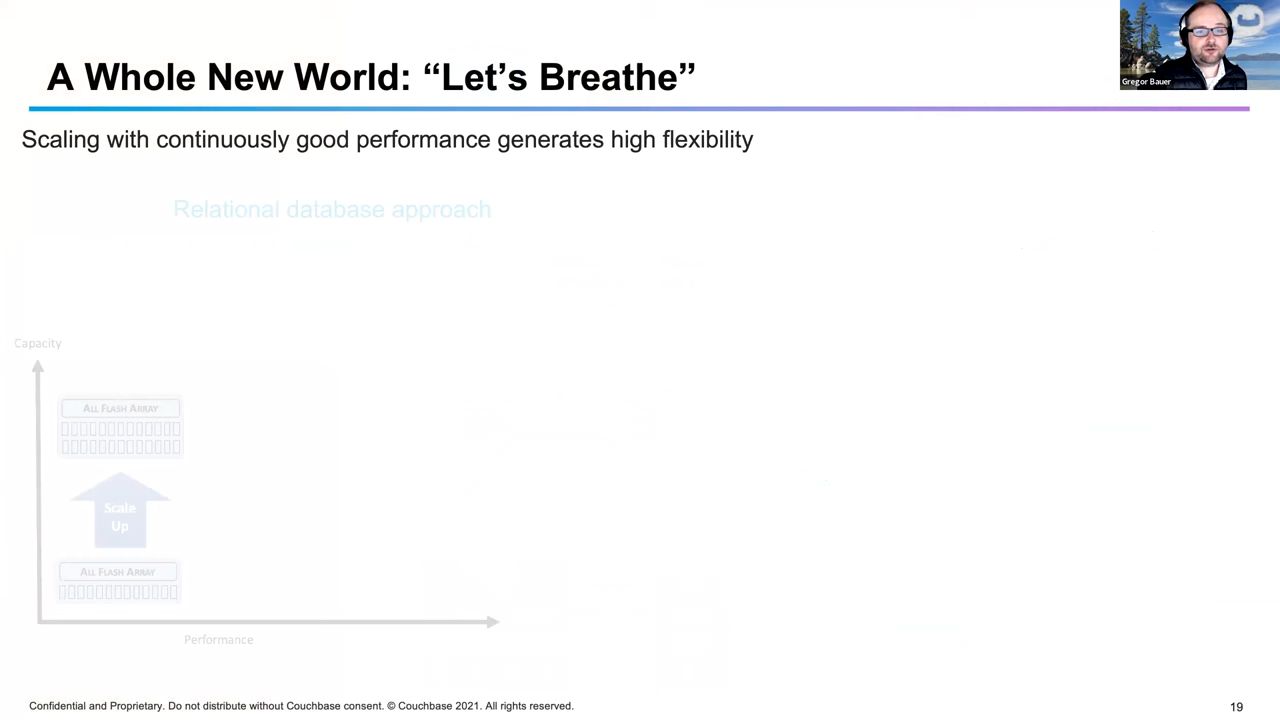 A Whole New World: “Let’s Breathe”
Gregor Bauer
Scaling with continuously good performance generates high flexibility
Relational database approach
Capacity
ALL FLASH ARRAY
Scale
Up
ALL FLASH ARRAY
Performance
Confidential and Proprietary. Do not distribute without Couchbase consent. © Couchbase 2021. All rights reserved.
19